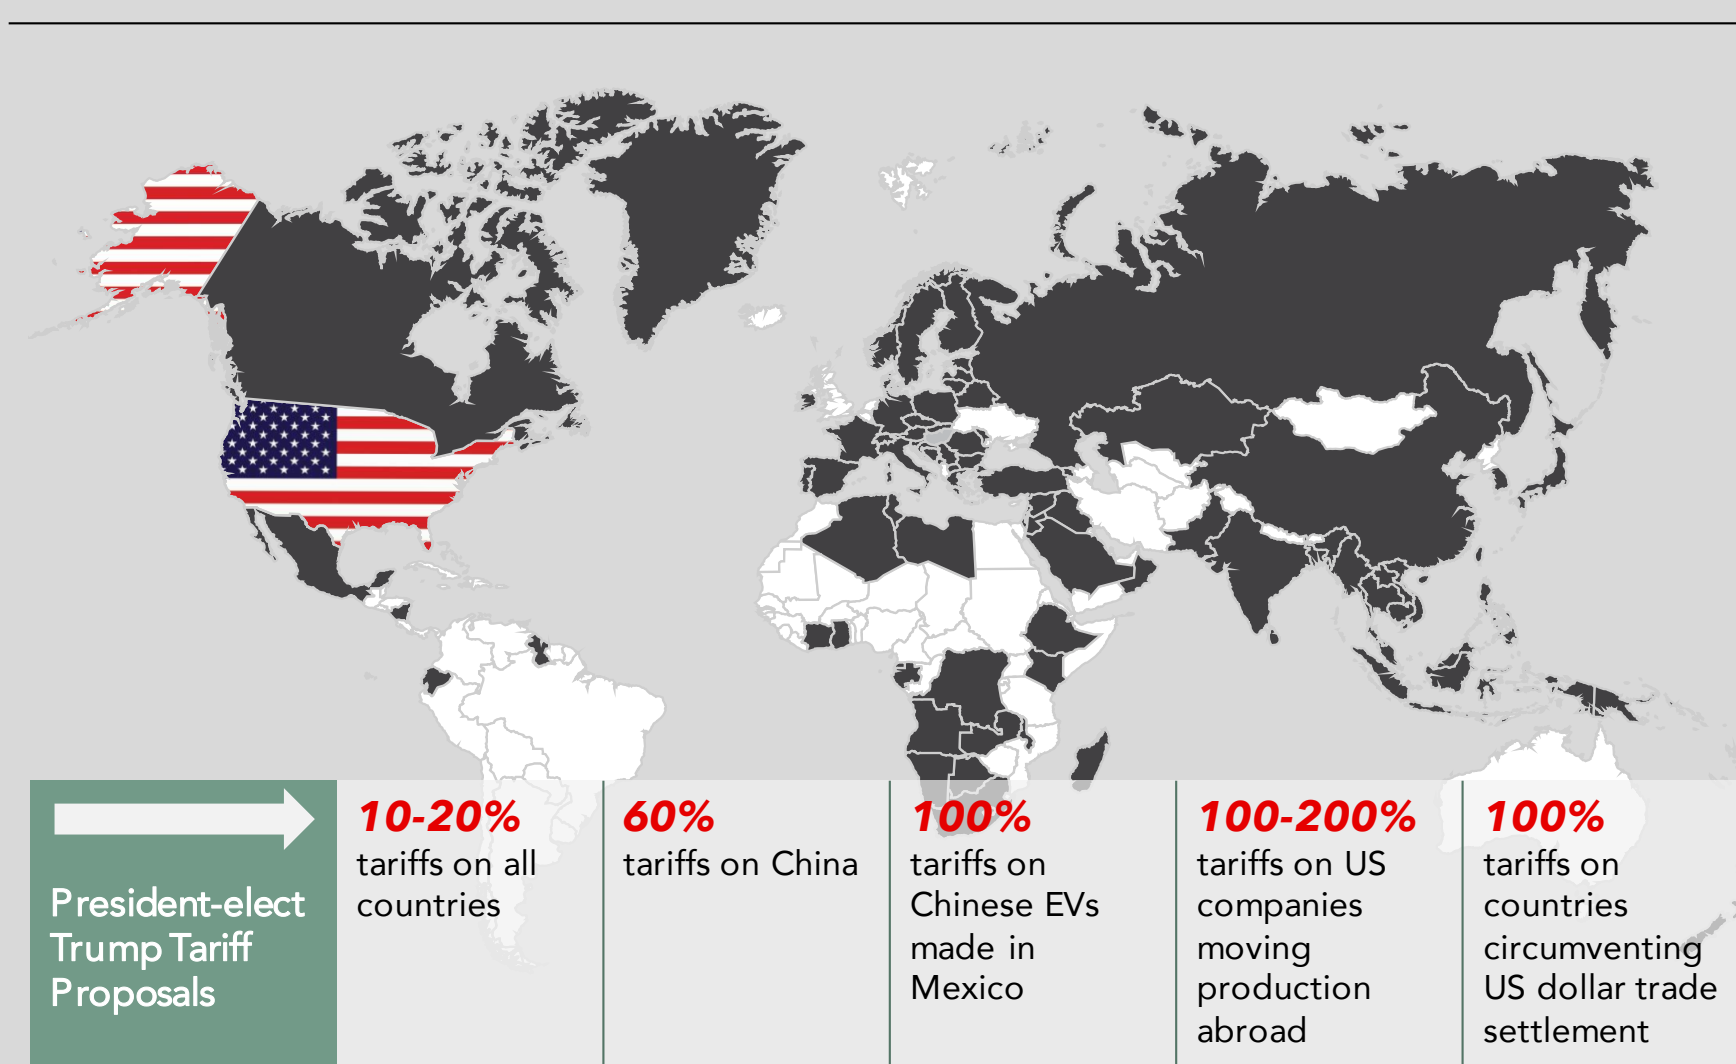 President-elect
Trump Tariff
Proposals
10-20%
tariffs on all
countries
60%
tariffs on China
100%
tariffs on
Chinese EVs
made in
Mexico
100-200%
tariffs on US
companies
moving
production
abroad
100%
tariffs on
countries
circumventing
US dollar trade
settlement